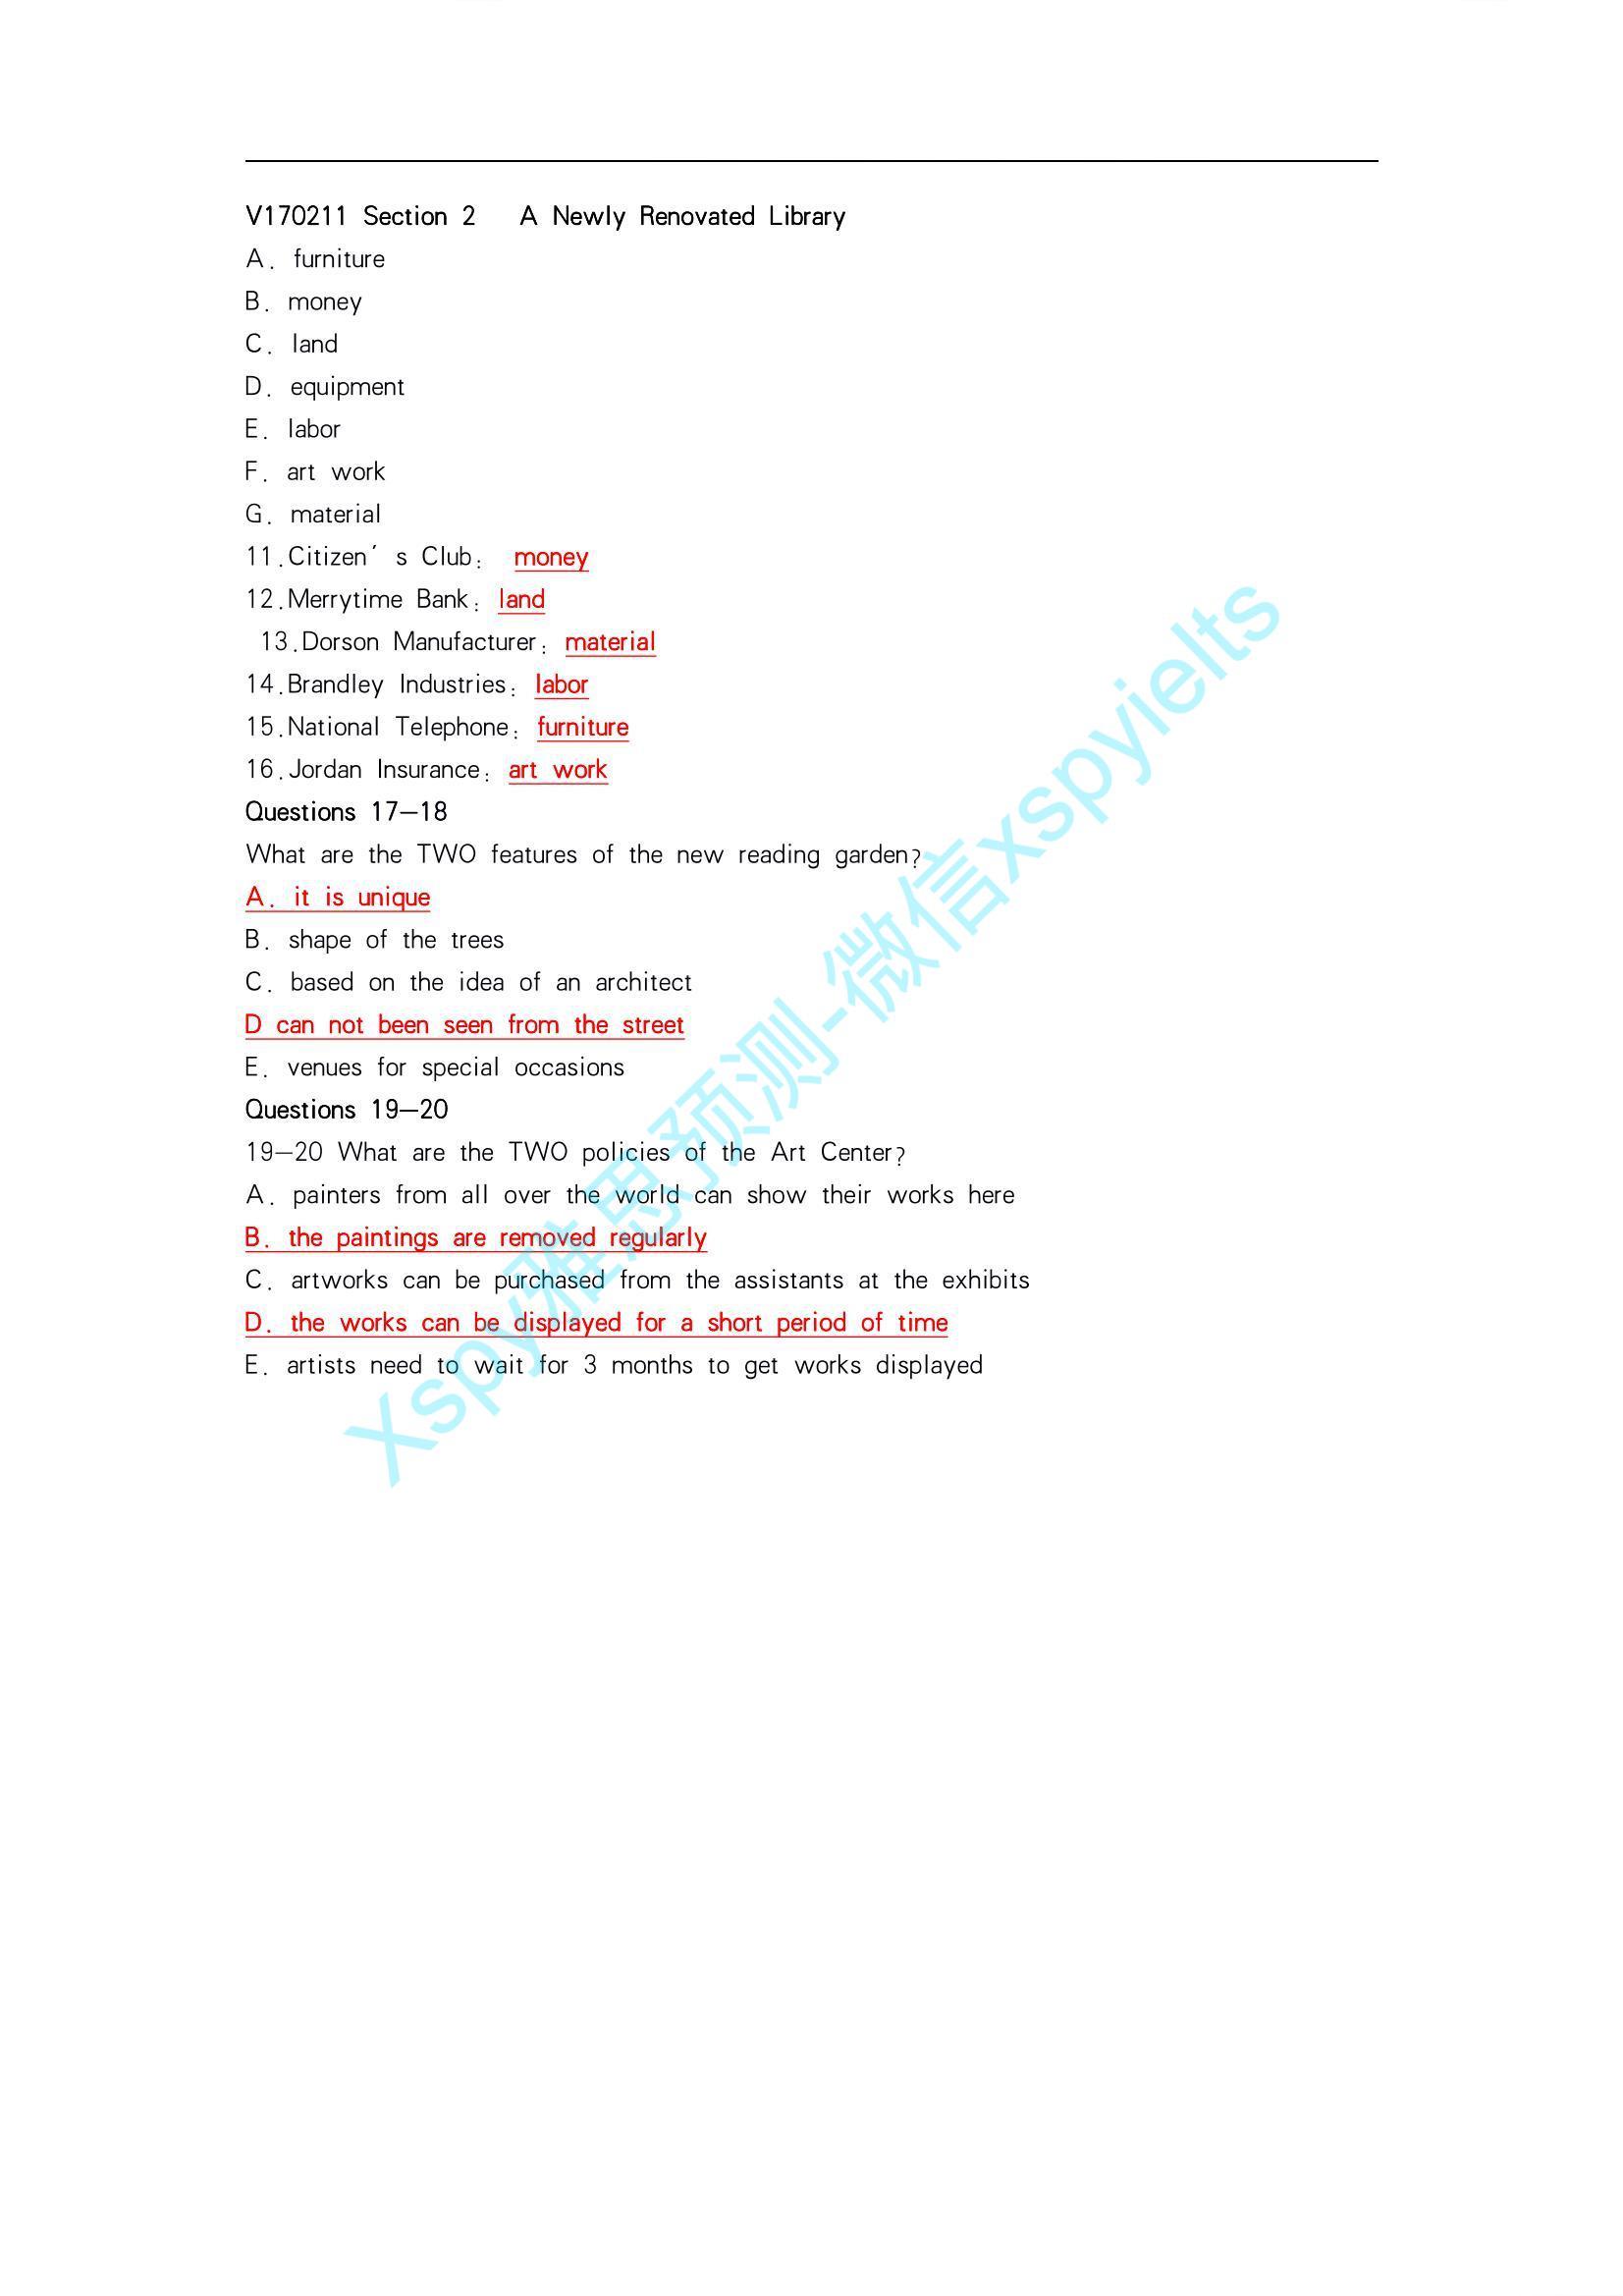 V170211 Section 2 A Newly Renovated Library
A. furniture
B. money
C. land
D. equipment
E. labor
F. art work
G. material
11.Citizen’s Club: money
12.Merrytime Bank: land
13.Dorson Manufacturer: material
14.Brandley Industries: labor
15.National Telephone: furniture
16.Jordan Insurance: art work
Questions 17—18
What are the TWO features of the new reading garden?
A. it is unique
B. shape of the trees
C. based on the idea of an architect
D can not been seen from the street
E. venues for special occasions
Questions 19—20
19—20 What are the TWO policies of the Art Center?
A. painters from all over the world can show their works here
B. the paintings are removed regularly
C. artworks can be purchased from the assistants at the exhibits
D. the works can be displayed for a short period of time
E. artists need to wait for 3 months to get works displayed
Xspy雅思预测-微信xspyielts